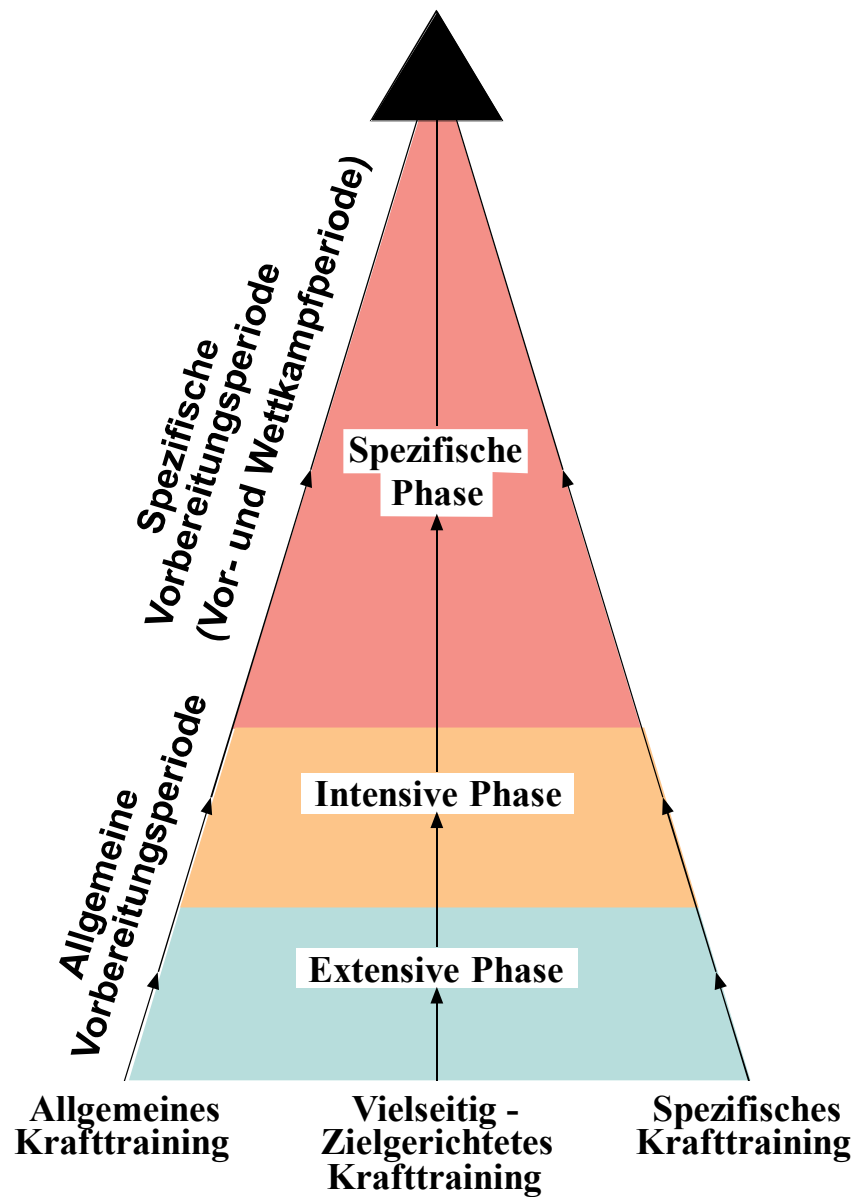 Spezifische
Vorbereitungsperiode
(Vor- und Wettkampfperiode)
Spezifische
Phase
Allgemeine
Vorbereitungsperiode
Intensive Phase
Extensive Phase
Allgemeines
Krafttraining
Vielseitig -
Zielgerichtetes
Krafttraining
Spezifisches
Krafttraining